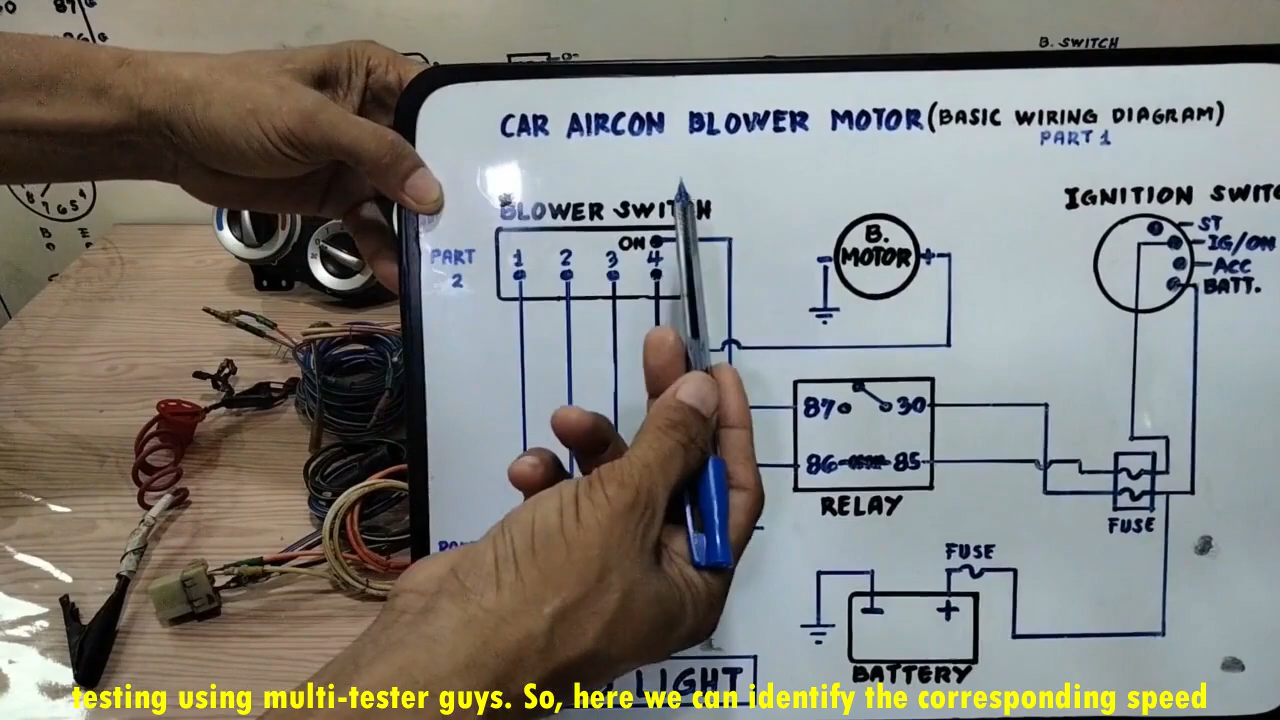 B. SWITCH
CAR AIRCON BLOWER MOTOR (BASIC WIRING DIAGRAM)
PART 1
BLOWER SWITCH
IGNITION SWITC
PART 2
ON
1 2 3 4
B. MOTOR
- +
ST
IG/ON
ACC
BATT.
87 30
86 85
RELAY
FUSE
FUSE
- +
BATTERY
LIGHT
testing using multi-tester guys. So, here we can identify the corresponding speed